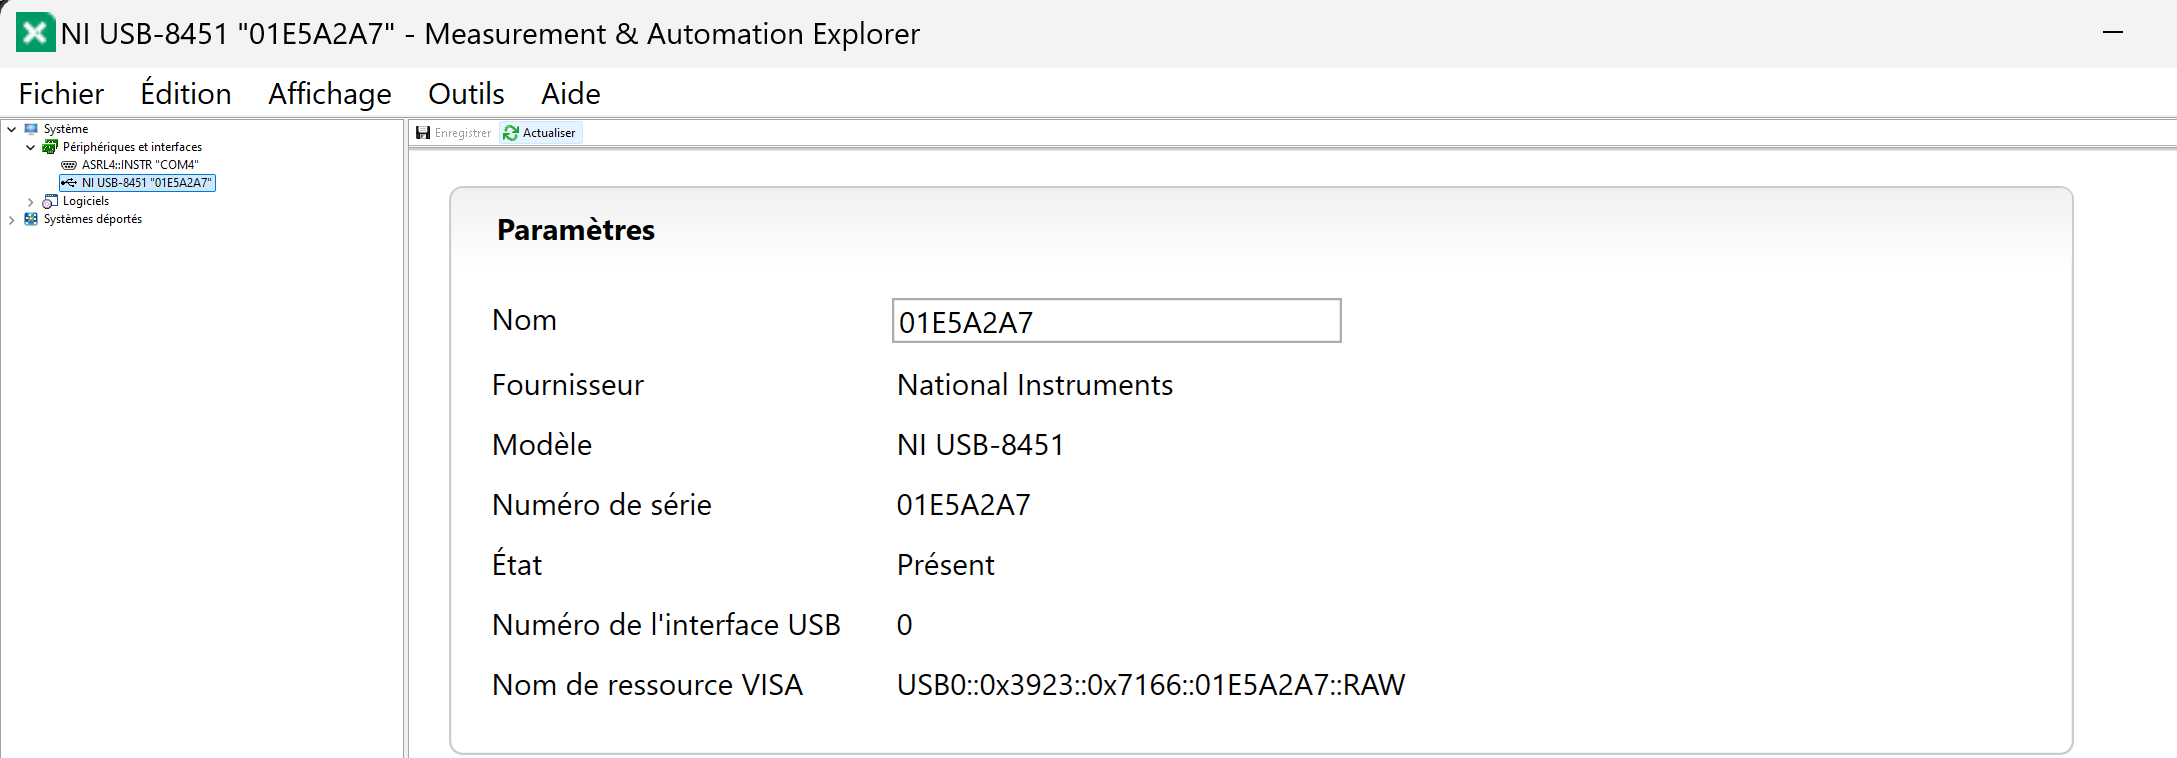 NI USB-8451 "01E5A2A7" - Measurement & Automation Explorer
Fichier Édition Affichage Outils Aide
Système
Périphériques et interfaces
ASRL4::INSTR "COM4"
NI USB-8451 "01E5A2A7"
Logiciels
Systèmes déportés
Enregistrer Actualiser
Paramètres
Nom 01E5A2A7
Fournisseur National Instruments
Modèle NI USB-8451
Numéro de série 01E5A2A7
État Présent
Numéro de l'interface USB 0
Nom de ressource VISA USB0::0x3923::0x7166::01E5A2A7::RAW